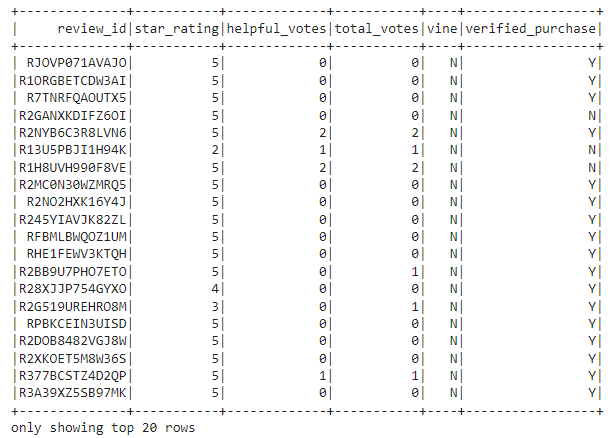 +--------------+-----------+-------------+-----------+----+-----------------+
|     review_id|star_rating|helpful_votes|total_votes|vine|verified_purchase|
+--------------+-----------+-------------+-----------+----+-----------------+
| RJOVP071AVAJO|          5|            0|          0|   N|                Y|
|R1ORGBETCDW3AI|          5|            0|          0|   N|                Y|
| R7TNRFQAOUTX5|          5|            0|          0|   N|                Y|
|R2GANXKDIFZ6OI|          5|            0|          0|   N|                N|
|R2NYB6C3R8LVN6|          5|            2|          2|   N|                Y|
|R13U5PBJI1H94K|          2|            1|          1|   N|                N|
|R1H8UVH990F8VE|          5|            2|          2|   N|                N|
|R2MC0N30WZMRQ5|          5|            0|          0|   N|                Y|
| R2NO2HXK16Y4J|          5|            0|          0|   N|                Y|
|R245YIAVJK82ZL|          5|            0|          0|   N|                Y|
| RFBMLBWQOZ1UM|          5|            0|          0|   N|                Y|
| RHE1FEWV3KTQH|          5|            0|          0|   N|                Y|
|R2BB9U7PHO7ETO|          5|            0|          1|   N|                Y|
|R28XJJP754GYXO|          4|            0|          0|   N|                Y|
|R2G519UREHRO8M|          3|            0|          1|   N|                Y|
| RPBKCEIN3UISD|          5|            0|          0|   N|                Y|
|R2DOB8482VGJ8W|          5|            0|          0|   N|                Y|
|R2XKOET5M8W36S|          5|            0|          0|   N|                Y|
|R377BCSTZ4D2QP|          5|            1|          1|   N|                Y|
|R3A39XZ5SB97MK|          5|            0|          0|   N|                Y|
+--------------+-----------+-------------+-----------+----+-----------------+
only showing top 20 rows